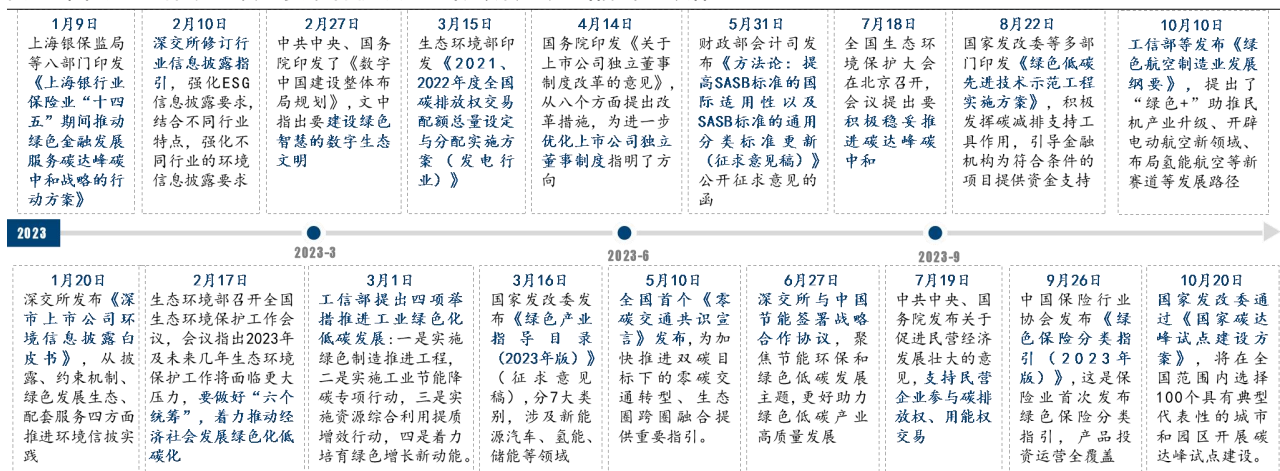 1月9日
上海银保监局
等八部门印发
《上海银行业
保险业“十四
五”期间推动
绿色金融发展
服务碳达峰碳
中和战略的行
动方案》
2月10日
深交所修订行
业信息披露指
引，强化ESG
信息披露要求,
结合不同行业
特点，强化不
同行业的环境
信息披露要求
2月27日
中共中央、国务
院印发了《数字
中国建设整体布
局规划》,文中
指出要建设绿色
智慧的数字生态
文明
3月15日
生态环境部印
发《2021、
2022年度全国
碳排放权交易
配额总量设定
与分配实施方
案（发电行
业）》
4月14日
国务院印发《关于
上市公司独立董事
制度改革的意见》,
从八个方面提出改
革措施，为进一步
优化上市公司独立
董事制度指明了方
向
5月31日
财政部会计司发
布《方法论：提
高SASB标准的国
际适用性以及
SASB标准的通用
分类标准更新
（征求意见稿）》
公开征求意见的
函
7月18日
全国生态环
境保护大会
在北京召开，
会议提出要
积极稳妥推
进碳达峰碳
中和
8月22日
国家发改委等多部
门印发《绿色低碳
先进技术示范工程
实施方案》，积极
发挥碳减排支持工
具作用，引导金融
机构为符合条件的
项目提供资金支持
10月10日
工信部等发布《绿
色航空制造业发展
纲要》，提出了
“绿色+”助推民
机产业升级、开辟
电动航空新领域、
布局氢能航空等新
赛道等发展路径
2023
2023-3
2023-6
2023-9
1月20日
深交所发布《深
市上市公司环
境信息披露白
皮书》，从披
露、约束机制、
绿色发展生态、
配套服务四方面
推进环境信披实
践
2月17日
生态环境部召开全国
生态环境保护工作会
议，会议指出2023年
及未来几年生态环境
保护工作将面临更大
压力，要做好“六个
统筹”，着力推动经
济社会发展绿色化低
碳化
3月1日
工信部提出四项举
措推进工业绿色化
低碳发展:一是实施
绿色制造推进工程,
二是实施工业节能降
碳专项行动，三是实
施资源综合利用提质
增效行动，四是着力
培育绿色增长新动能。
3月16日
国家发改委发
布《绿色产业
指导目录
（2023年版）》
（征求意见
稿），分7大类
别，涉及新能
源汽车、氢能、
储能等领域
5月10日
全国首个《零
碳交通共识宣
言》发布，为加
快推进双碳目
标下的零碳交
通转型、生态
圈跨圈融合提
供重要指引。
6月27日
深交所与中国
节能签署战略
合作协议，聚
焦节能环保和
绿色低碳发展
主题，更好助力
绿色低碳产业
高质量发展
7月19日
中共中央、国
务院发布关于
促进民营经济
发展壮大的意
见，支持民营
企业参与碳排
放权、用能权
交易
9月26日
中国保险行业
协会发布《绿
色保险分类指
引（2023年
版）》,这是保
险业首次发布
绿色保险分类
指引，产品投
资运营全覆盖
10月20日
国家发改委通
过《国家碳达
峰试点建设方
案》，将在全
国范围内选择
100个具有典型
代表性的城市
和园区开展碳
达峰试点建设。